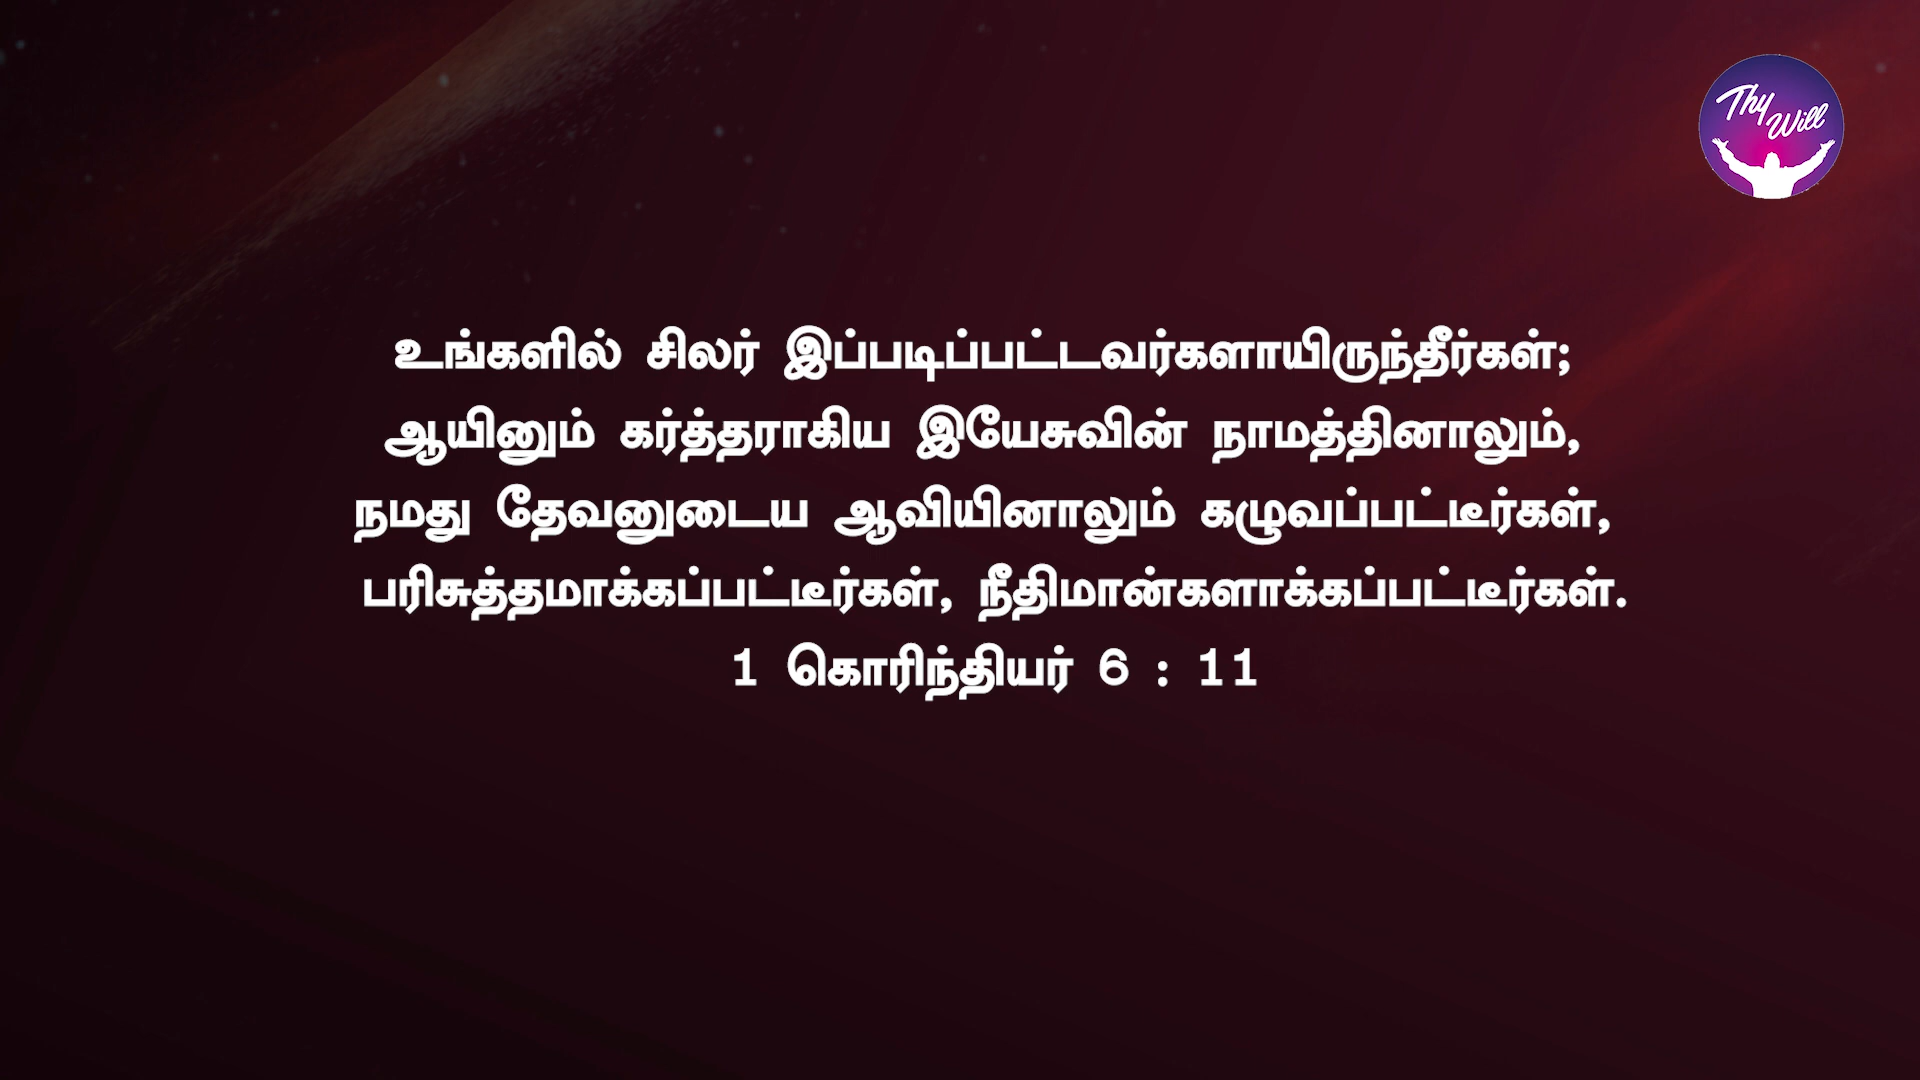 Thy
Will
உங்களில் சிலர் இப்படிப்பட்டவர்களாயிருந்தீர்கள்;
ஆயினும் கர்த்தராகிய இயேசுவின் நாமத்தினாலும்,
நமது தேவனுடைய ஆவியினாலும் கழுவப்பட்டீர்கள்,
பரிசுத்தமாக்கப்பட்டீர்கள், நீதிமான்களாக்கப்பட்டீர்கள்.
1 கொரிந்தியர் 6 : 11